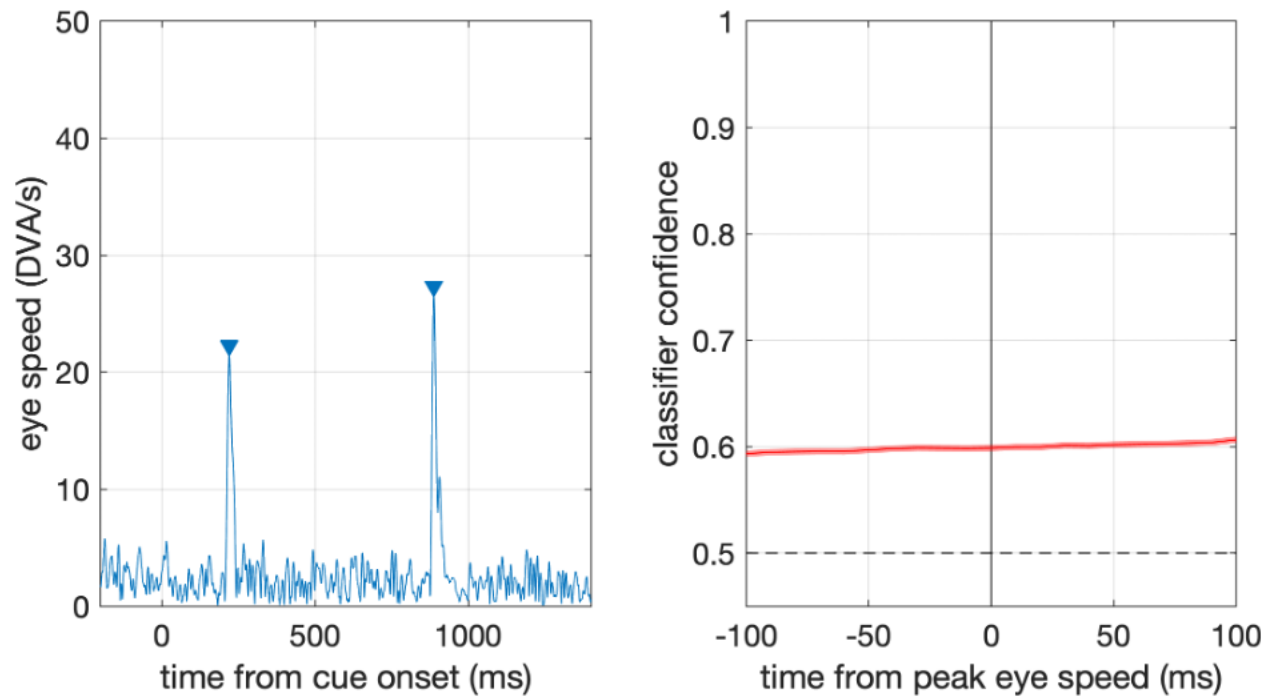 50
40
30
20
10
0
eye speed (DVA/s)
0 500 1000
time from cue onset (ms)
1
0.9
0.8
0.7
0.6
0.5
classifier confidence
-100 -50 0 50 100
time from peak eye speed (ms)